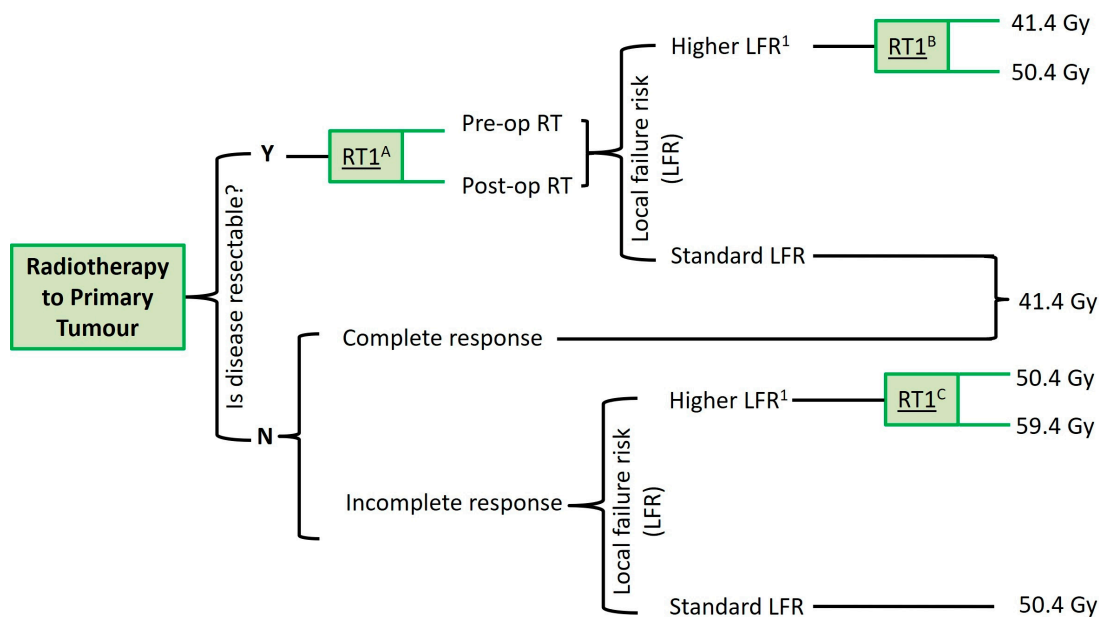 Radiotherapy
to Primary
Tumour
Is disease resectable?
Y
RT1ᴬ
Pre-op RT
Post-op RT
Local failure risk
(LFR)
Higher LFR¹
RT1ᴮ
41.4 Gy
50.4 Gy
Standard LFR
41.4 Gy
N
Complete response
Incomplete response
Local failure risk
(LFR)
Higher LFR¹
RT1ᶜ
50.4 Gy
59.4 Gy
Standard LFR
50.4 Gy